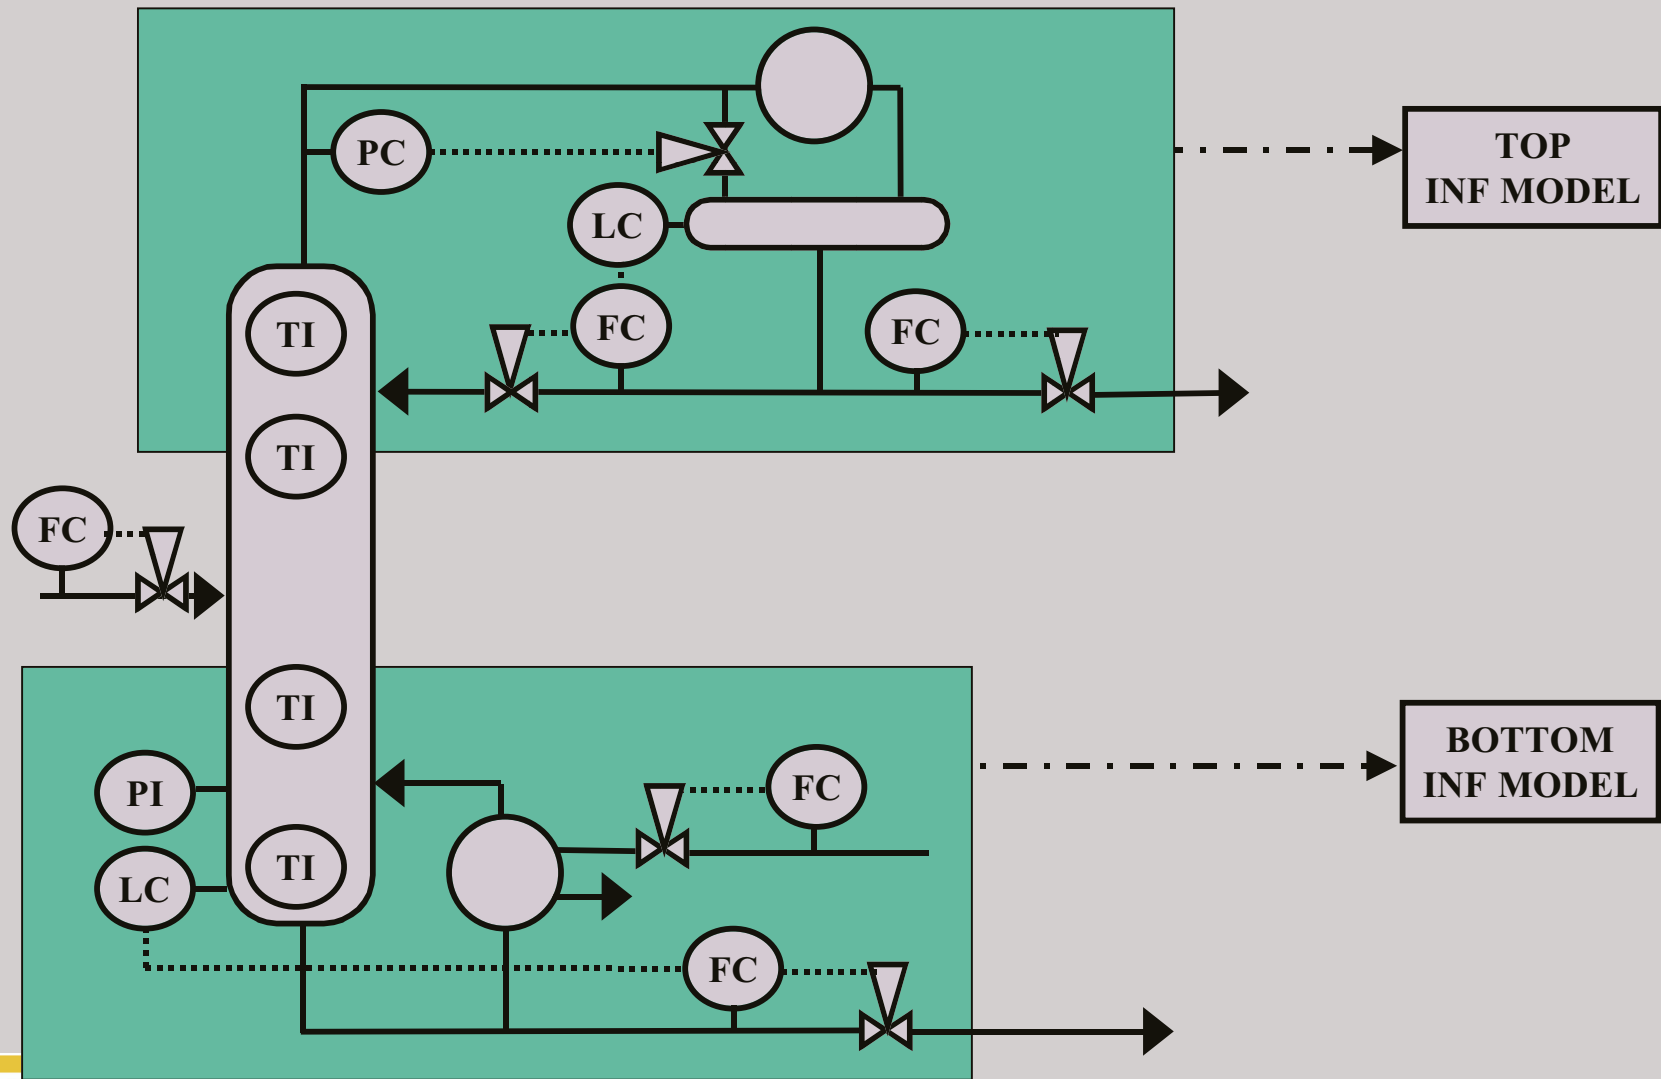 PC
TOP
INF MODEL
LC
FC
FC
TI
TI
FC
TI
BOTTOM
INF MODEL
PI
FC
TI
LC
FC